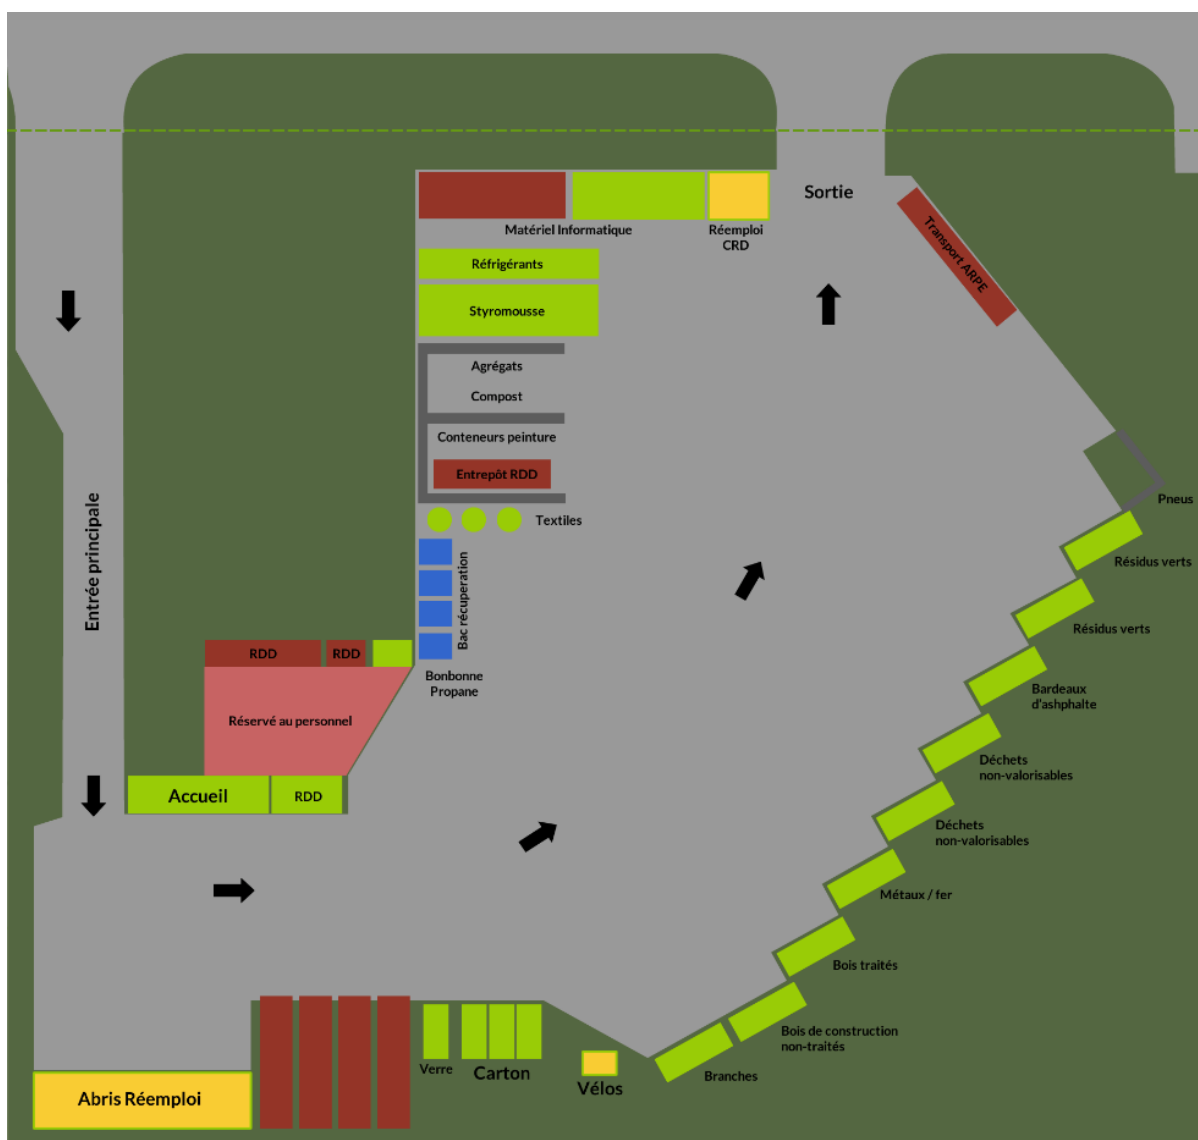 Sortie
Transport ARPE
Matériel Informatique
Réemploi
CRD
Réfrigérants
Styromousse
Agrégats
Compost
Conteneurs peinture
Entrepôt RDD
Textiles
Bac récuperation
Bonbonne
Propane
Entrée principale
RDD
RDD
Réservé au personnel
Accueil
RDD
Pneus
Résidus verts
Résidus verts
Bardeaux
d'ashphalte
Déchets
non-valorisables
Déchets
non-valorisables
Métaux / fer
Bois traités
Bois de construction
non-traités
Branches
Vélos
Carton
Verre
Abris Réemploi